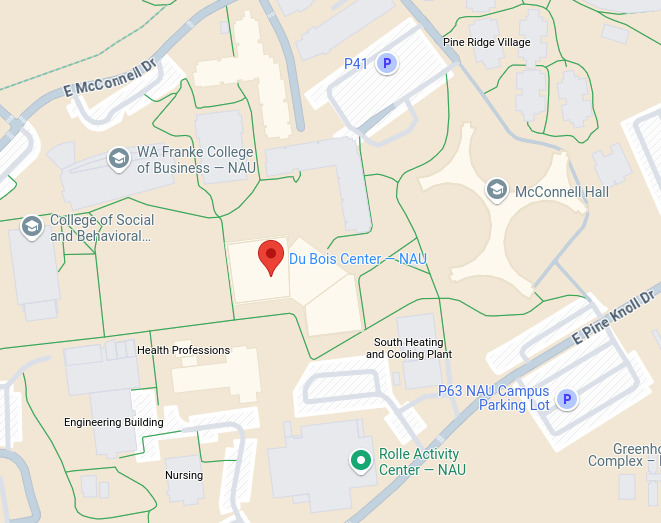 Pine Ridge Village
P41
P
E McConnell Dr
WA Franke College
of Business — NAU
McConnell Hall
College of Social
and Behavioral...
Du Bois Center — NAU
E Pine Knoll Dr
South Heating
and Cooling Plant
Health Professions
P63 NAU Campus
Parking Lot
P
Engineering Building
Rolle Activity
Center — NAU
Nursing
Greenho
Complex –